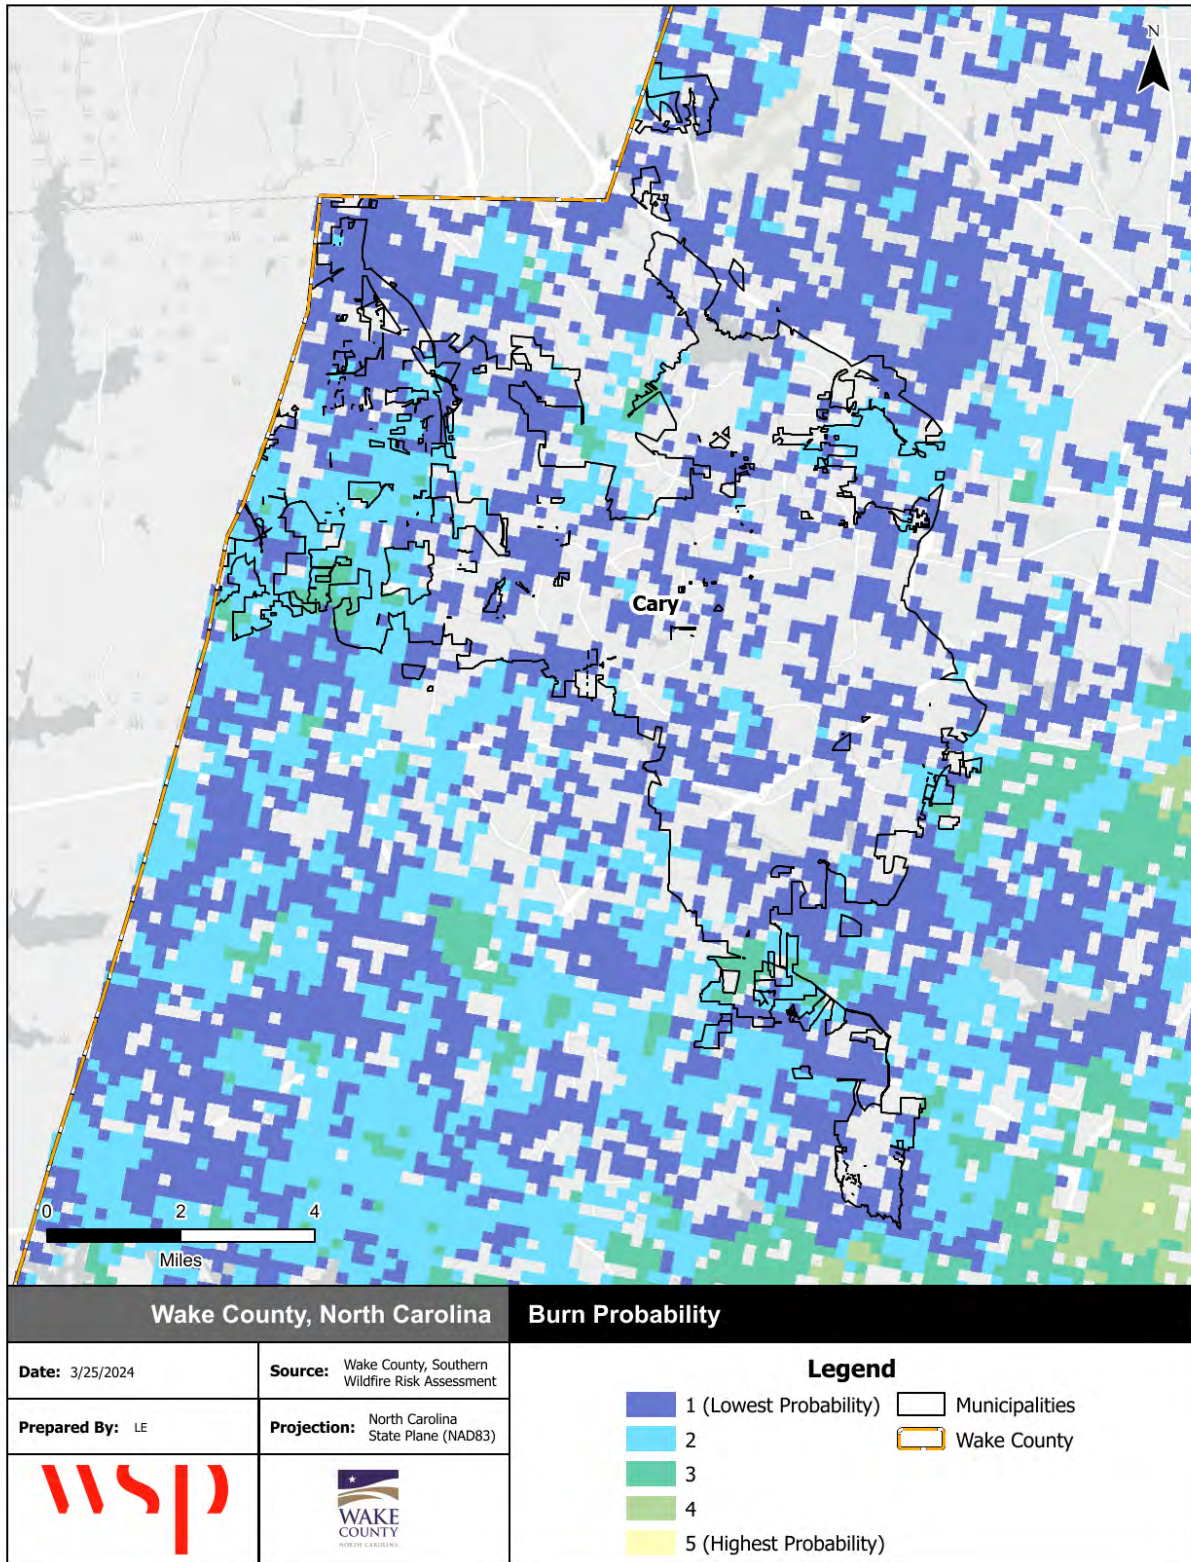 N
Cary
0 2 4
Miles
Wake County, North Carolina
Burn Probability
Date: 3/25/2024
Source: Wake County, Southern
Wildfire Risk Assessment
Prepared By: LE
Projection: North Carolina
State Plane (NAD83)
wsp
WAKE
COUNTY
NORTH CAROLINA
Legend
1 (Lowest Probability)
2
3
4
5 (Highest Probability)
Municipalities
Wake County